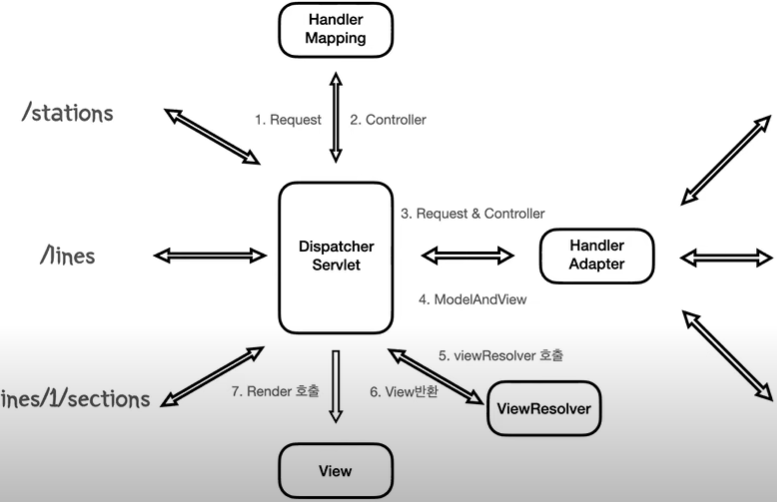 Handler
Mapping
/stations
1. Request
2. Controller
3. Request & Controller
/lines
Dispatcher
Servlet
Handler
Adapter
4. ModelAndView
5. viewResolver 호출
ines/1/sections
7. Render 호출
6. View반환
ViewResolver
View